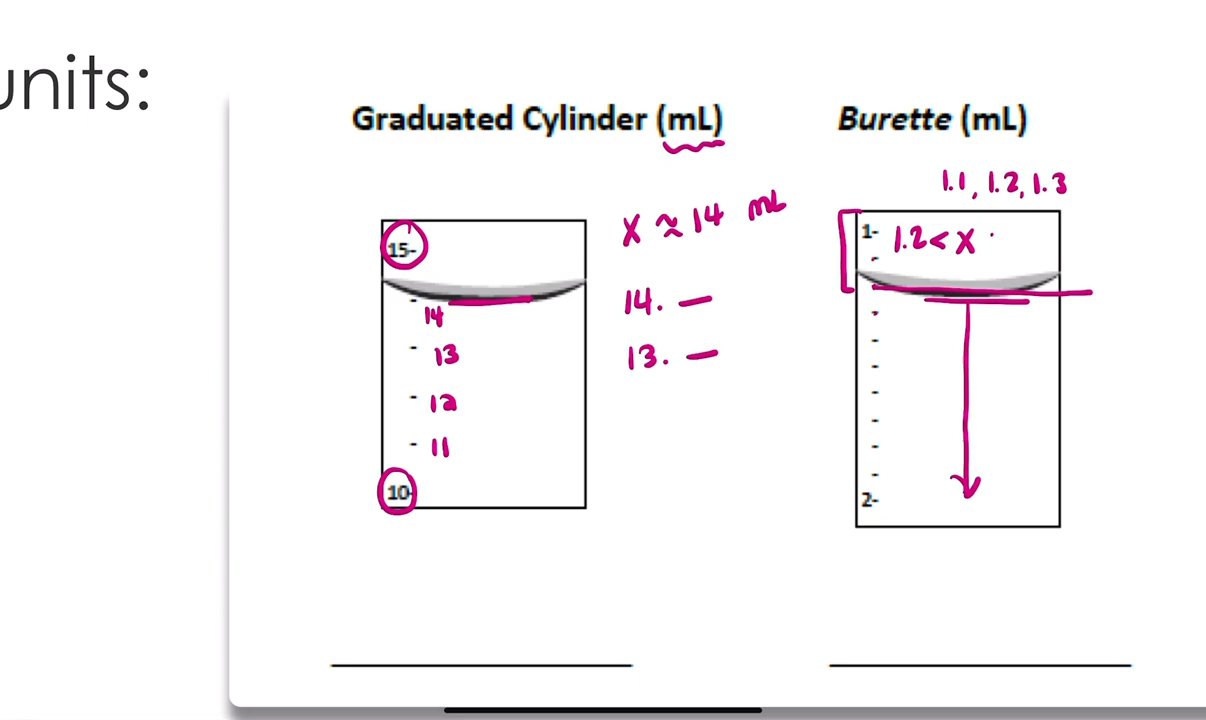 units:
Graduated Cylinder (mL)
15-
14
13
12
11
10-
x ≈ 14 mL
14. —
13. —
Burette (mL)
1.1, 1.2, 1.3
1-
1.2 < x
2-